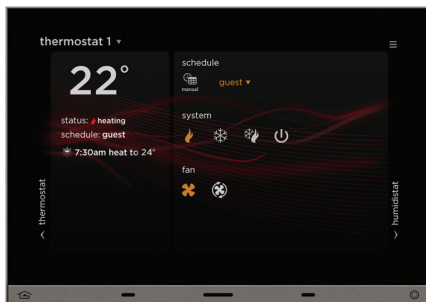 thermostat 1
22°
status: heating
schedule: guest
7:30am heat to 24°
schedule
manual
guest
system
fan
thermostat
humidistat